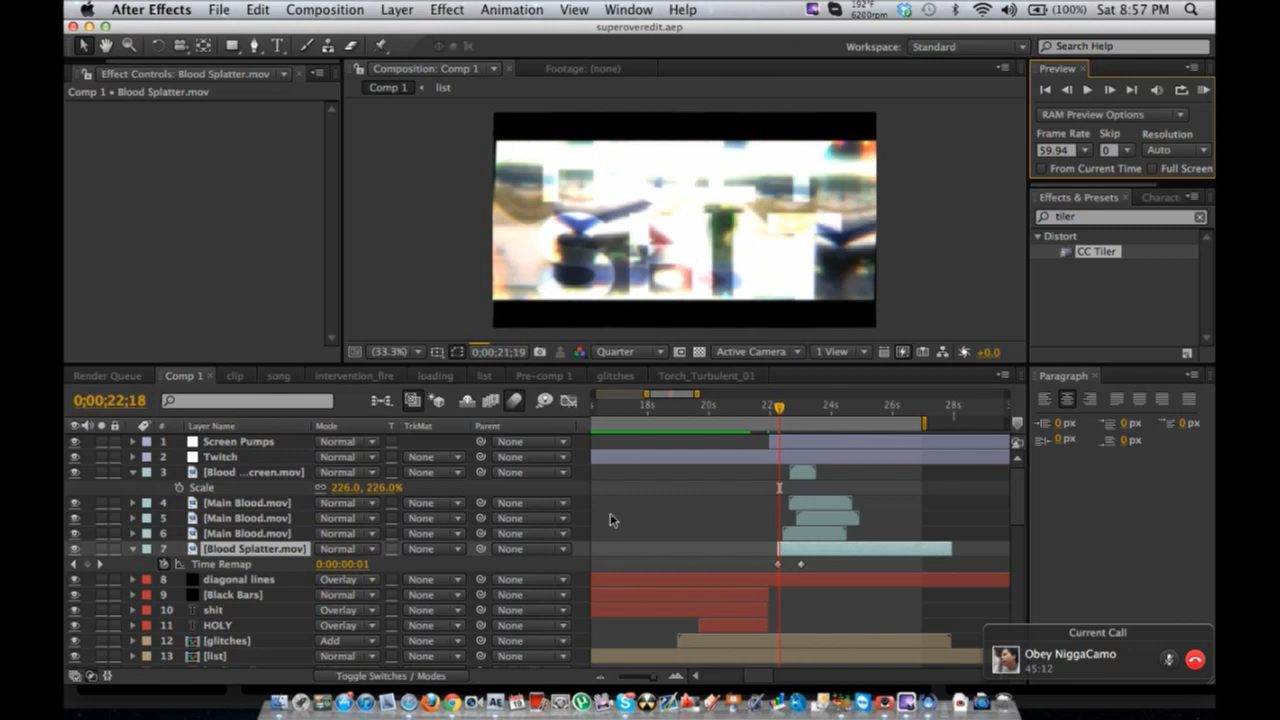 After Effects File Edit Composition Layer Effect Animation View Window Help 192°F 6200rpm (100%) Sat 8:57 PM
superoveredit.aep
Workspace: Standard Search Help
Effect Controls: Blood Splatter.mov
Comp 1 • Blood Splatter.mov
Composition: Comp 1 Footage: (none)
Comp 1 list
Preview
RAM Preview Options
Frame Rate Skip Resolution
59.94 0 Auto
From Current Time Full Screen
Effects & Presets Charact
tiler
Distort
CC Tiler
(33.3%) 0;00;21;19 Quarter Active Camera 1 View +0.0
Render Queue Comp 1 clip song intervention_fire loading list Pre-comp 1 glitches Torch_Turbulent_01
Paragraph
0 px 0 px 0 px
0 px 0 px
0;00;22;18
18s 20s 22 24s 26s 28s
# Layer Name Mode T TrkMat Parent
1 Screen Pumps Normal None
2 Twitch Normal None None
3 [Blood ...creen.mov] Normal None None
Scale 226.0, 226.0%
4 [Main Blood.mov] Normal None None
5 [Main Blood.mov] Normal None None
6 [Main Blood.mov] Normal None None
7 [Blood Splatter.mov] Normal None None
Time Remap 0:00:00:01
8 diagonal lines Overlay None None
9 [Black Bars] Normal None None
10 T shit Overlay None None
11 T HOLY Overlay None None
12 [glitches] Add None None
13 [list] Normal None None
Toggle Switches / Modes
Current Call
Obey NiggaCamo
45:12